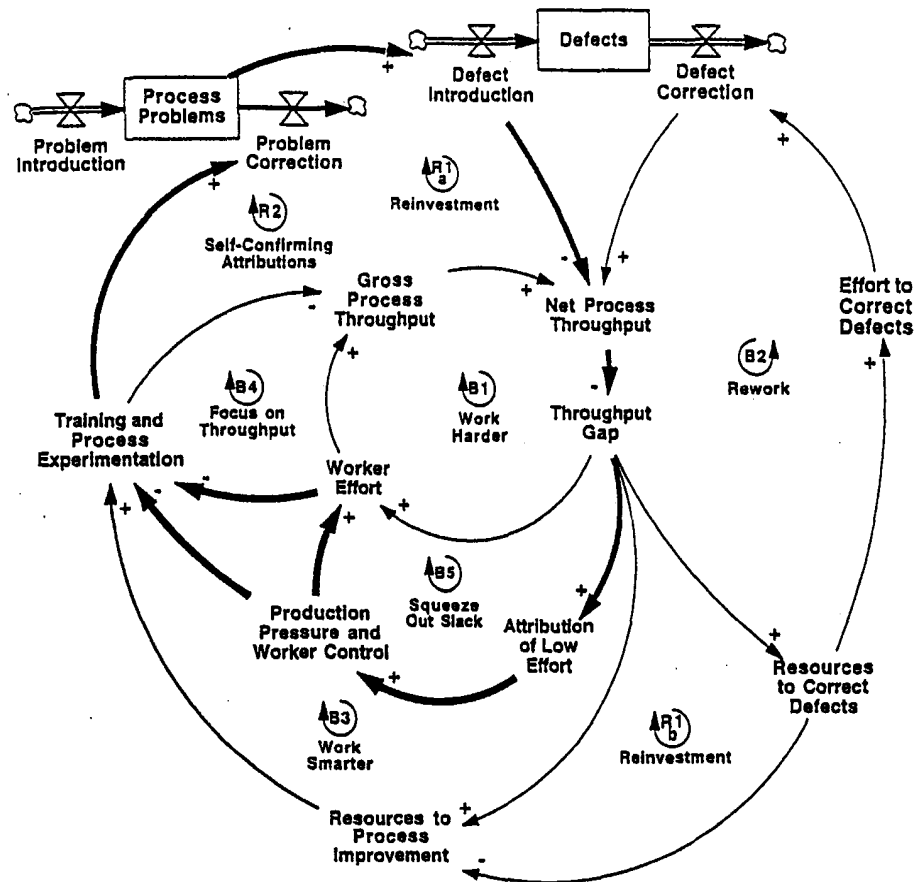 Defects
+
Defect
Introduction
Defect
Correction
Process
Problems
Problem
Introduction
Problem
Correction
+
+
R1
a
Reinvestment
R2
Self-Confirming
Attributions
-
+
Gross
Process
Throughput
-
+
Net Process
Throughput
Effort to
Correct
Defects
+
+
B4
Focus on
Throughput
B1
Work
Harder
-
B2
Rework
Throughput
Gap
Training and
Process
Experimentation
Worker
Effort
-
-
+
+
+
B5
Squeeze
Out Slack
Production
Pressure and
Worker Control
+
+
Attribution
of Low
Effort
+
Resources
to Correct
Defects
B3
Work
Smarter
R1
b
Reinvestment
+
Resources to
Process
Improvement
-